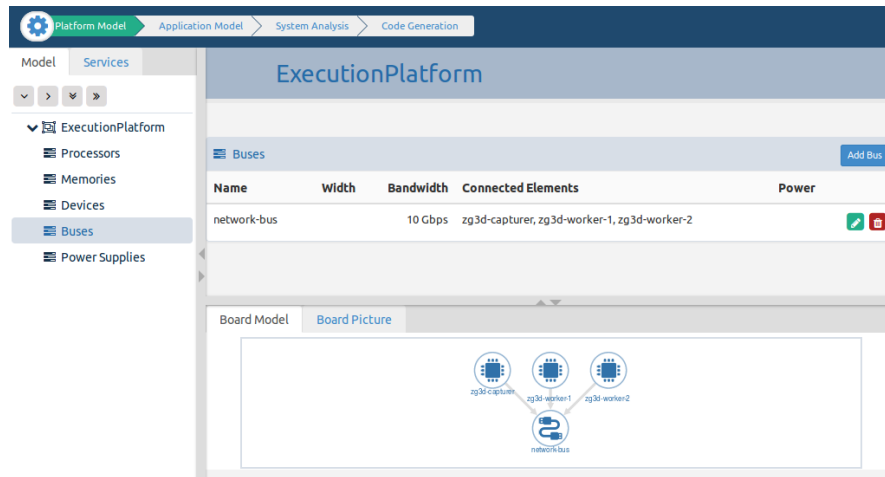 Platform Model Application Model System Analysis Code Generation
Model Services
ExecutionPlatform
ExecutionPlatform
Processors
Memories
Devices
Buses
Power Supplies
Buses Add Bus
Name Width Bandwidth Connected Elements Power
network-bus 10 Gbps zg3d-capturer, zg3d-worker-1, zg3d-worker-2
Board Model Board Picture
zg3d-capturer zg3d-worker-1 zg3d-worker-2
network-bus